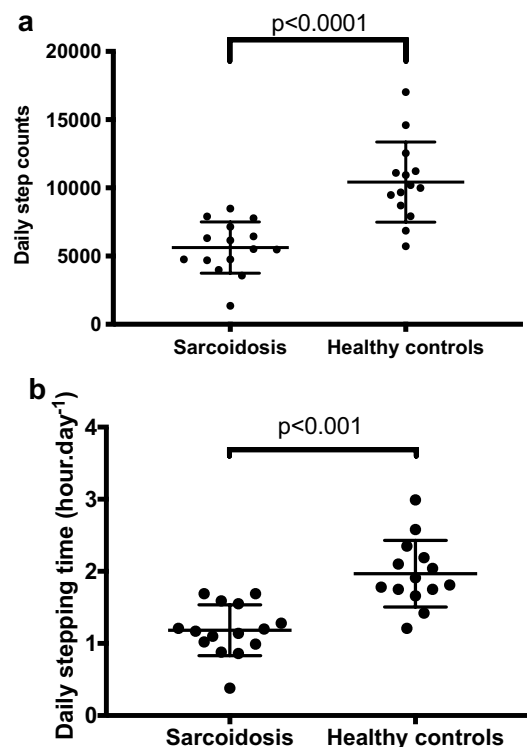 a
p<0.0001
Daily step counts
20000
15000
10000
5000
0
Sarcoidosis Healthy controls
b
p<0.001
Daily stepping time (hour.day-1)
4
3
2
1
0
Sarcoidosis Healthy controls